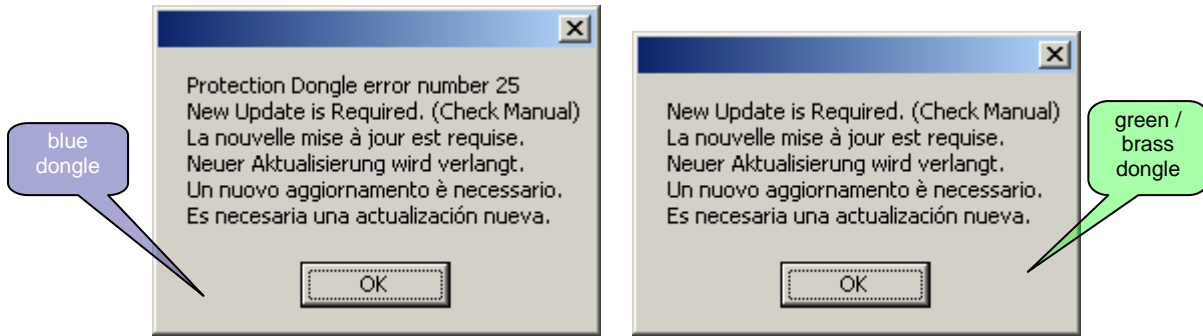 blue
dongle
Protection Dongle error number 25
New Update is Required. (Check Manual)
La nouvelle mise à jour est requise.
Neuer Aktualisierung wird verlangt.
Un nuovo aggiornamento è necessario.
Es necesaria una actualización nueva.
OK
New Update is Required. (Check Manual)
La nouvelle mise à jour est requise.
Neuer Aktualisierung wird verlangt.
Un nuovo aggiornamento è necessario.
Es necesaria una actualización nueva.
OK
green /
brass
dongle